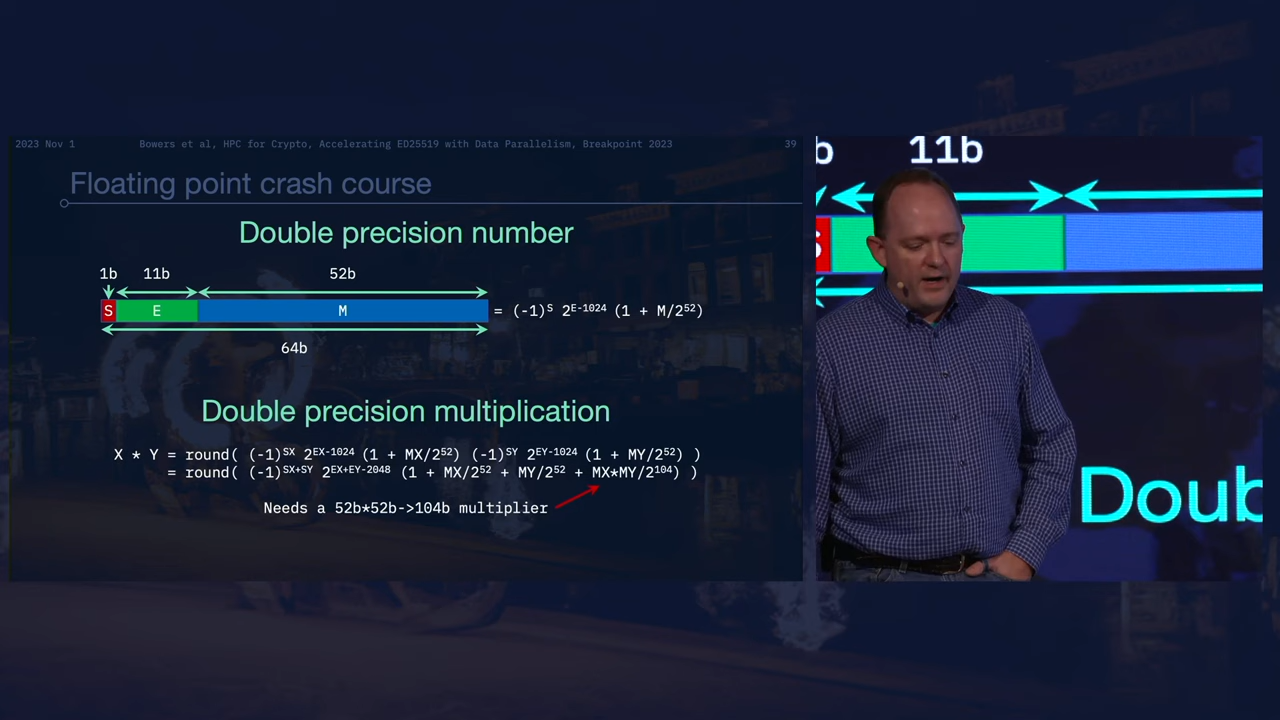 2023 Nov 1 Bowers et al, HPC for Crypto, Accelerating ED25519 with Data Parallelism, Breakpoint 2023 39
Floating point crash course
Double precision number
1b 11b 52b
S E M = (-1)ˢ 2ᴱ⁻¹⁰²⁴ (1 + M/2⁵²)
64b
Double precision multiplication
X * Y = round( (-1)ˢˣ 2ᴱˣ⁻¹⁰²⁴ (1 + MX/2⁵²) (-1)ˢʸ 2ᴱʸ⁻¹⁰²⁴ (1 + MY/2⁵²) )
= round( (-1)ˢˣ⁺ˢʸ 2ᴱˣ⁺ᴱʸ⁻²⁰⁴⁸ (1 + MX/2⁵² + MY/2⁵² + MX*MY/2¹⁰⁴) )
Needs a 52b*52b->104b multiplier
b 11b
S
Doub